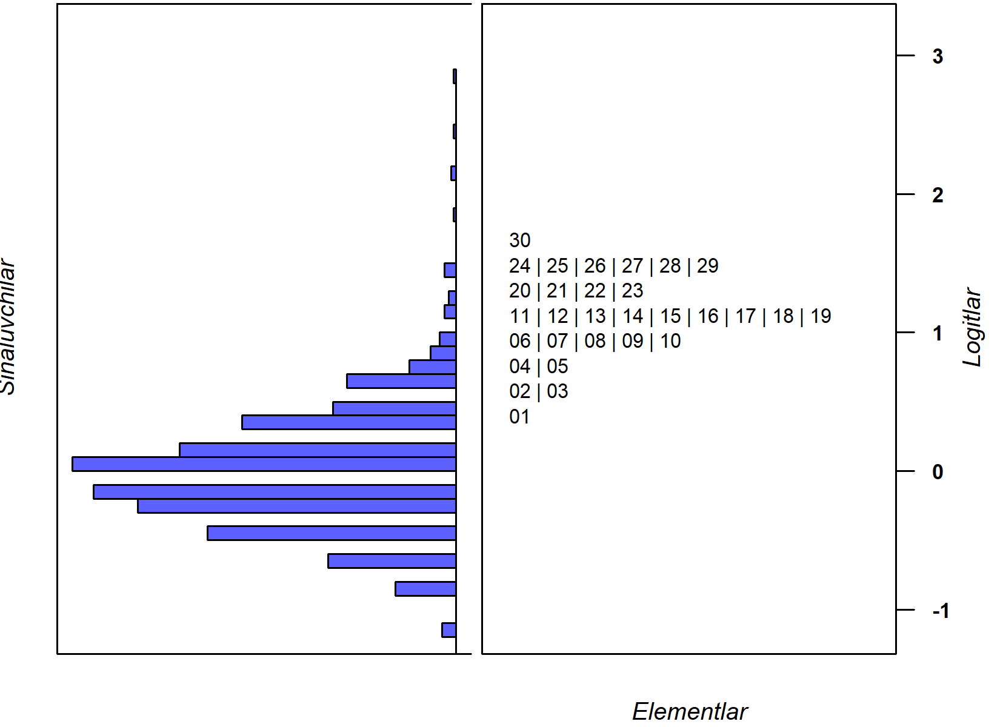 Sinaluvchilar
30
24 | 25 | 26 | 27 | 28 | 29
20 | 21 | 22 | 23
11 | 12 | 13 | 14 | 15 | 16 | 17 | 18 | 19
06 | 07 | 08 | 09 | 10
04 | 05
02 | 03
01
3
2
1
0
-1
Logitlar
Elementlar